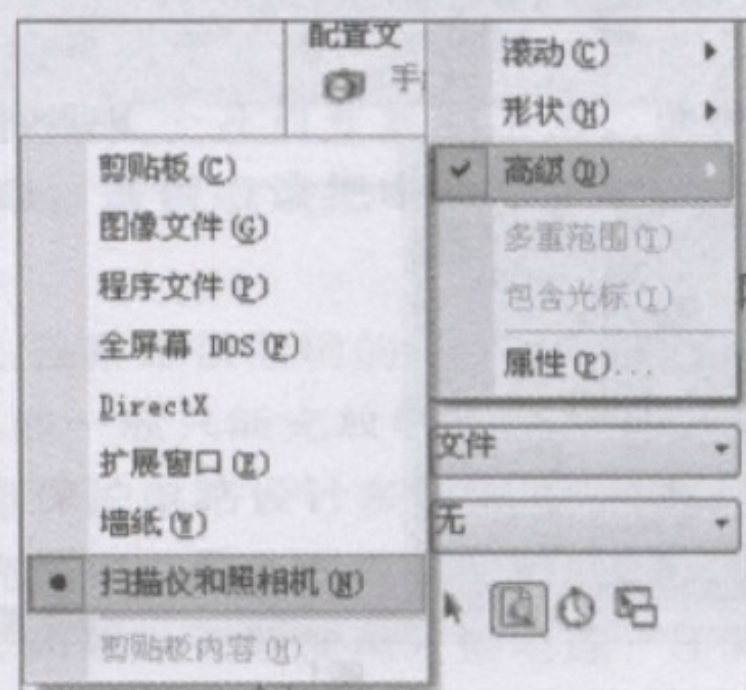 配置文
手
滚动(C)
形状(H)
高级(D)
多重范围(T)
包含光标(I)
属性(P)...
剪贴板(C)
图像文件(G)
程序文件(P)
全屏幕 DOS(F)
DirectX
扩展窗口(E)
墙纸(W)
扫描仪和照相机(N)
剪贴板内容(H)
文件
无